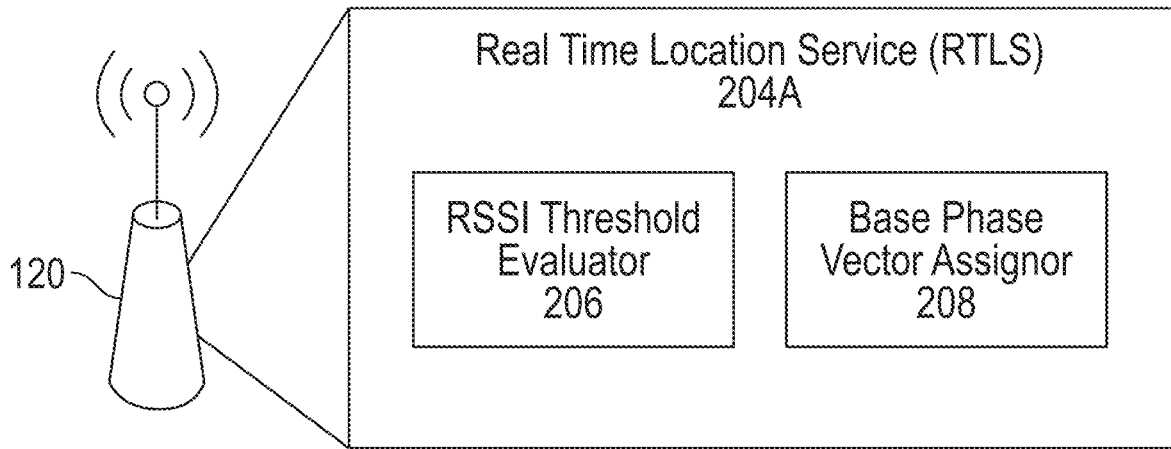 Real Time Location Service (RTLS)
204A
RSSI Threshold
Evaluator
206
Base Phase
Vector Assignor
208
120